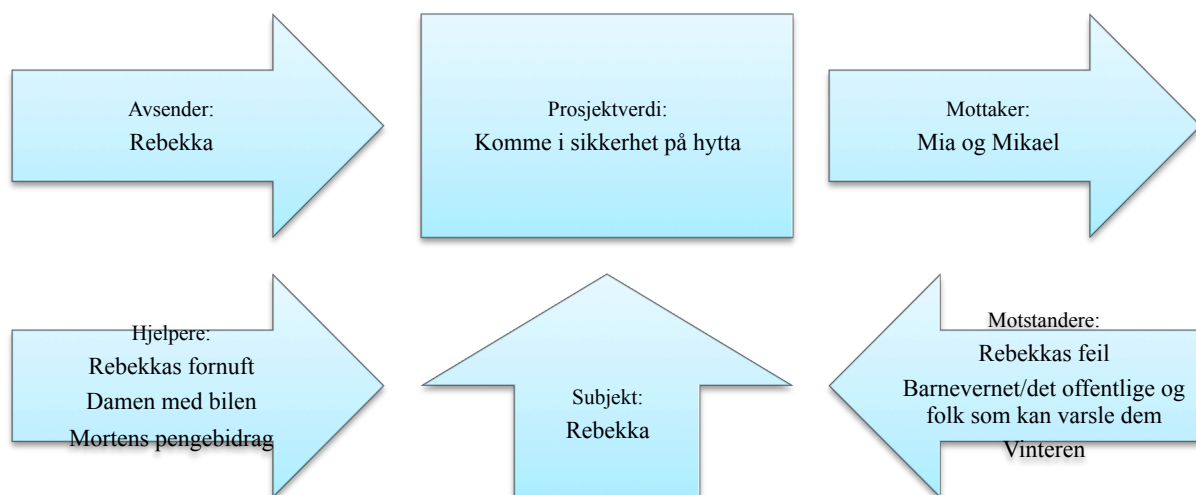 Avsender:
Rebekka
Prosjektverdi:
Komme i sikkerhet på hytta
Mottaker:
Mia og Mikael
Hjelpere:
Rebekkas fornuft
Damen med bilen
Mortens pengebidrag
Subjekt:
Rebekka
Motstandere:
Rebekkas feil
Barnevernet/det offentlige og
folk som kan varsle dem
Vinteren